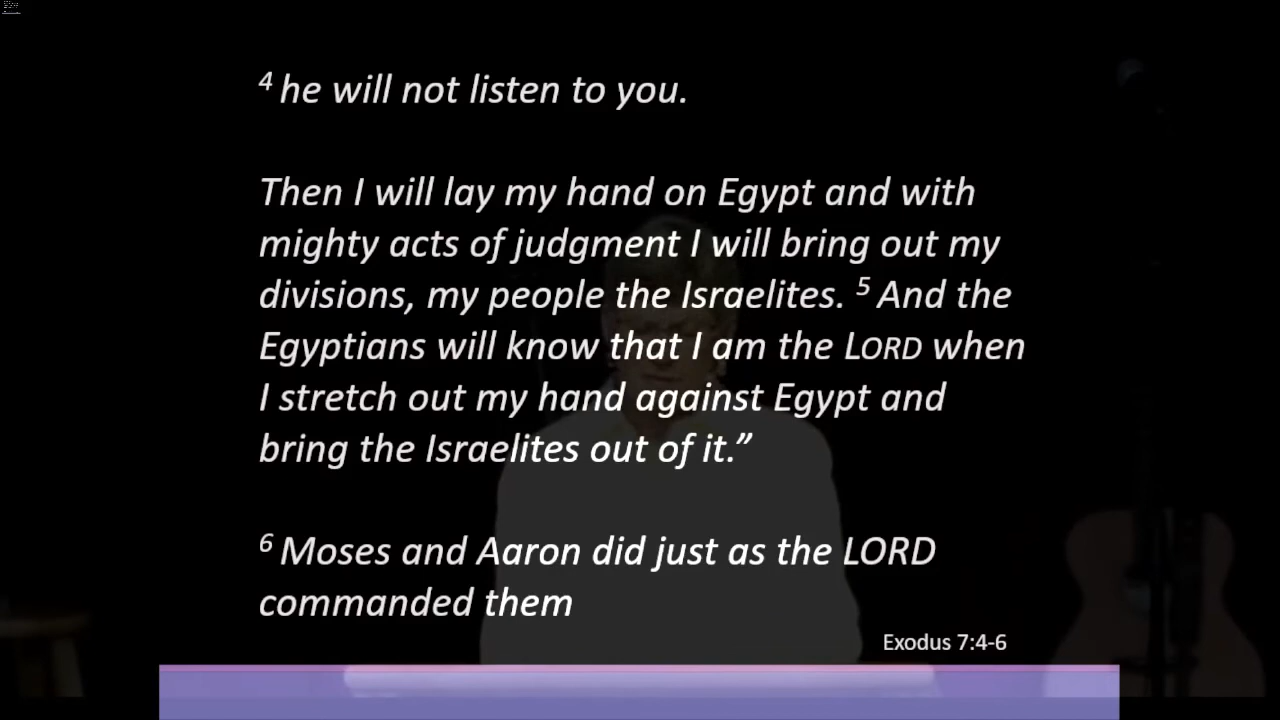 4 he will not listen to you.
Then I will lay my hand on Egypt and with
mighty acts of judgment I will bring out my
divisions, my people the Israelites. 5 And the
Egyptians will know that I am the LORD when
I stretch out my hand against Egypt and
bring the Israelites out of it.”
6 Moses and Aaron did just as the LORD
commanded them
Exodus 7:4-6